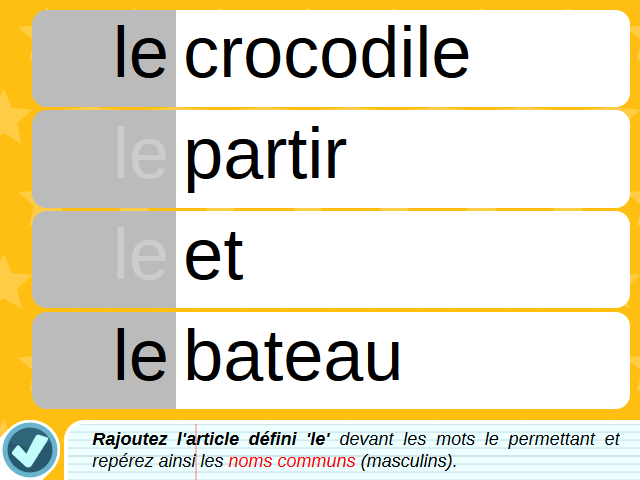 le crocodile
le partir
le et
le bateau
Rajoutez l'article défini 'le' devant les mots le permettant et
repérez ainsi les noms communs (masculins).